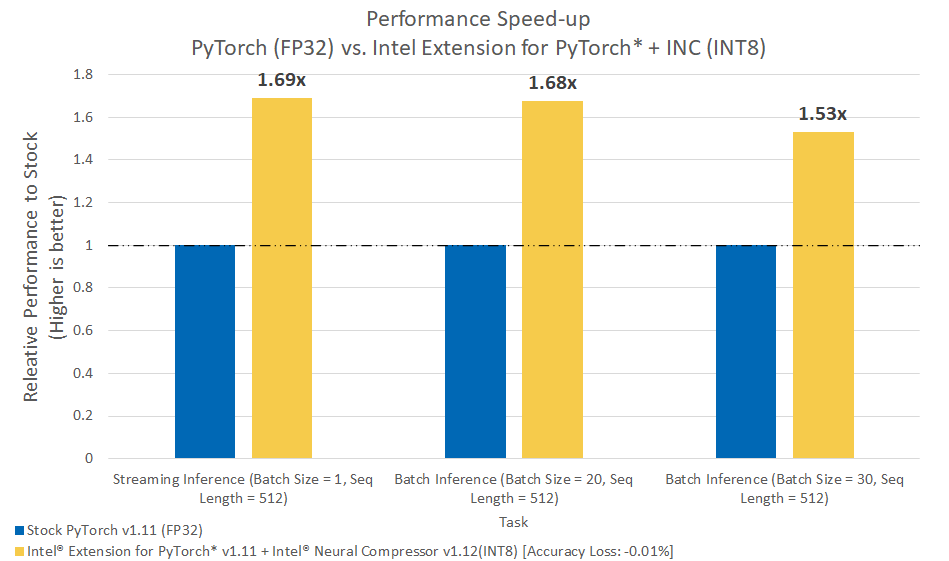 Performance Speed-up
PyTorch (FP32) vs. Intel Extension for PyTorch* + INC (INT8)
Releative Performance to Stock
(Higher is better)
1.8
1.6
1.4
1.2
1
0.8
0.6
0.4
0.2
0
1.69x
1.68x
1.53x
Streaming Inference (Batch Size = 1, Seq
Length = 512)
Batch Inference (Batch Size = 20, Seq
Length = 512)
Batch Inference (Batch Size = 30, Seq
Length = 512)
Task
Stock PyTorch v1.11 (FP32)
Intel® Extension for PyTorch* v1.11 + Intel® Neural Compressor v1.12(INT8) [Accuracy Loss: -0.01%]